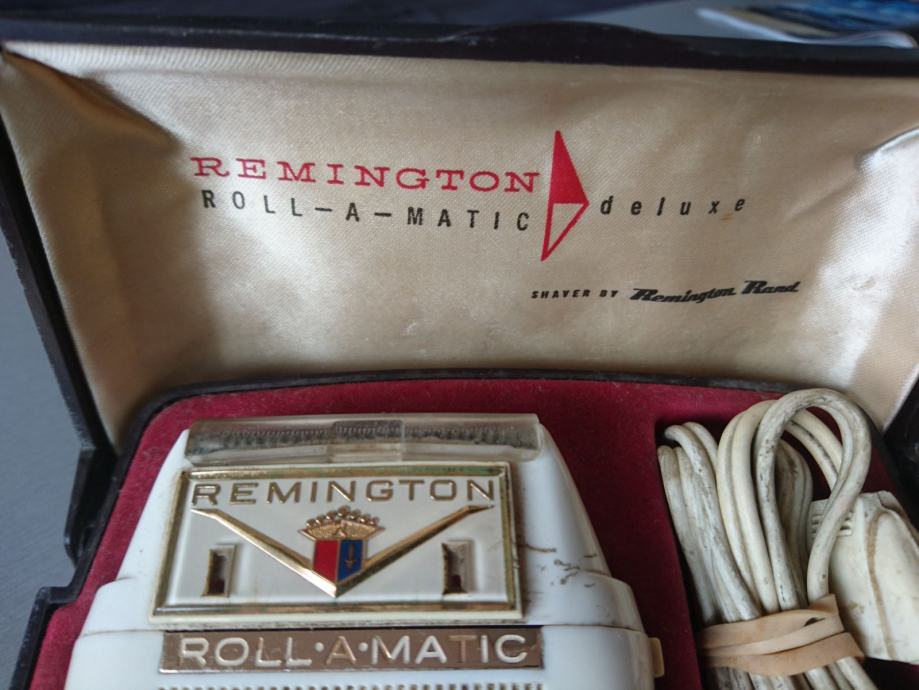 REMINGTON
ROLL-A-MATIC deluxe
SHAVER BY Remington Rand
REMINGTON
ROLL·A·MATIC